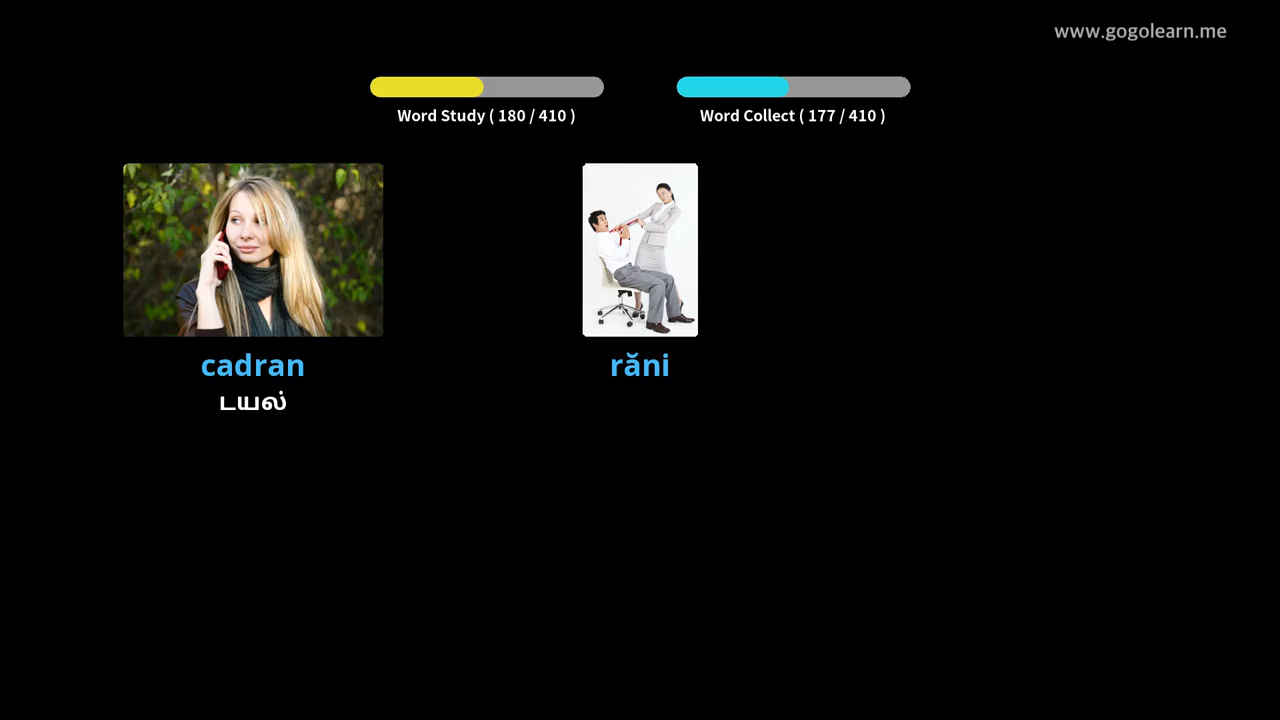 www.gogolearn.me
Word Study ( 180 / 410 )
Word Collect ( 177 / 410 )
cadran
டயல்
răni